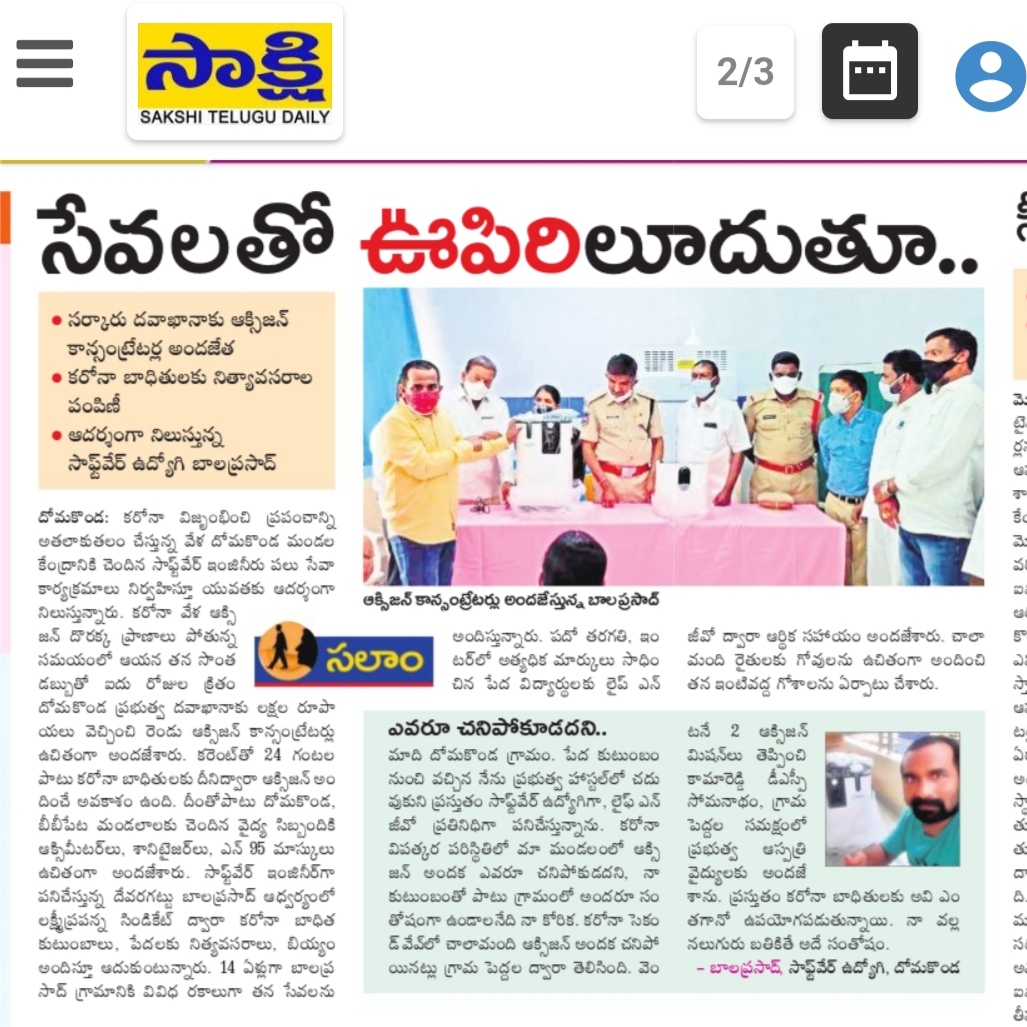 సాక్షి
SAKSHI TELUGU DAILY
2/3
సేవలతో ఊపిరిలూదుతూ..
● సర్కారు దవాఖానాకు ఆక్సిజన్
కాన్సంట్రేటర్ల అందజేత
● కరోనా బాధితులకు నిత్యావసరాల
పంపిణీ
● ఆదర్శంగా నిలుస్తున్న
సాఫ్ట్‌వేర్ ఉద్యోగి బాలప్రసాద్
దోమకొండ: కరోనా విజృంభించి ప్రపంచాన్ని
అతలాకుతలం చేస్తున్న వేళ దోమకొండ మండల
కేంద్రానికి చెందిన సాఫ్ట్‌వేర్ ఇంజినీరు పలు సేవా
కార్యక్రమాలు నిర్వహిస్తూ యువతకు ఆదర్శంగా
నిలుస్తున్నారు. కరోనా వేళ ఆక్సి
జన్ దొరక్క ప్రాణాలు పోతున్న
సమయంలో ఆయన తన సొంత
డబ్బుతో ఐదు రోజుల క్రితం
దోమకొండ ప్రభుత్వ దవాఖానాకు లక్షల రూపా
యలు వెచ్చించి రెండు ఆక్సిజన్ కాన్సంట్రేటర్లు
ఉచితంగా అందజేశారు. కరెంట్‌తో 24 గంటల
పాటు కరోనా బాధితులకు దీనిద్వారా ఆక్సిజన్ అం
దించే అవకాశం ఉంది. దీంతోపాటు దోమకొండ,
బీబీపేట మండలాలకు చెందిన వైద్య సిబ్బందికి
ఆక్సిమీటర్‌లు, శానిటైజర్‌లు, ఎన్ 95 మాస్కులు
ఉచితంగా అందజేశారు. సాఫ్ట్‌వేర్ ఇంజినీర్‌గా
పనిచేస్తున్న దేవరగట్టు బాలప్రసాద్ ఆధ్వర్యంలో
లక్ష్మీప్రపన్న సిండికేట్ ద్వారా కరోనా బాధిత
కుటుంబాలు, పేదలకు నిత్యవసరాలు, బియ్యం
అందిస్తూ ఆదుకుంటున్నారు. 14 ఏళ్లుగా బాలప్ర
సాద్ గ్రామానికి వివిధ రకాలుగా తన సేవలను
సలాం
ఆక్సిజన్ కాన్సంట్రేటర్లు అందజేస్తున్న బాలప్రసాద్
అందిస్తున్నారు. పదో తరగతి, ఇం
టర్‌లో అత్యధిక మార్కులు సాధిం
చిన పేద విద్యార్థులకు లైప్ ఎన్
జీవో ద్వారా ఆర్థిక సహాయం అందజేశారు. చాలా
మంది రైతులకు గోవులను ఉచితంగా అందించి
తన ఇంటివద్ద గోశాలను ఏర్పాటు చేశారు.
ఎవరూ చనిపోకూడదని..
మాది దోమకొండ గ్రామం. పేద కుటుంబం
నుంచి వచ్చిన నేను ప్రభుత్వ హాస్టల్‌లో చదు
వుకుని ప్రస్తుతం సాఫ్ట్‌వేర్ ఉద్యోగిగా, లైఫ్ ఎన్
జీవో ప్రతినిధిగా పనిచేస్తున్నాను. కరోనా
విపత్కర పరిస్థితిలో మా మండలంలో ఆక్సి
జన్ అందక ఎవరూ చనిపోకుడదని, నా
కుటుంబంతో పాటు గ్రామంలో అందరూ సం
తోషంగా ఉండాలనేది నా కోరిక. కరోనా సెకం
డ్ వేవ్‌లో చాలామంది ఆక్సిజన్ అందక చనిపో
యినట్లు గ్రామ పెద్దల ద్వారా తెలిసింది. వెం
టనే 2 ఆక్సిజన్
మిషన్‌లు తెప్పించి
కామారెడ్డి డీఎస్పీ
సోమనాథం, గ్రామ
పెద్దల సమక్షంలో
ప్రభుత్వ ఆస్పత్రి
వైద్యులకు అందజే
శాను. ప్రస్తుతం కరోనా బాధితులకు అవి ఎం
తగానో ఉపయోగపడుతున్నాయి. నా వల్ల
నలుగురు బతికితే అదే సంతోషం.
– బాలప్రసాద్, సాఫ్ట్‌వేర్ ఉద్యోగి, దోమకొండ